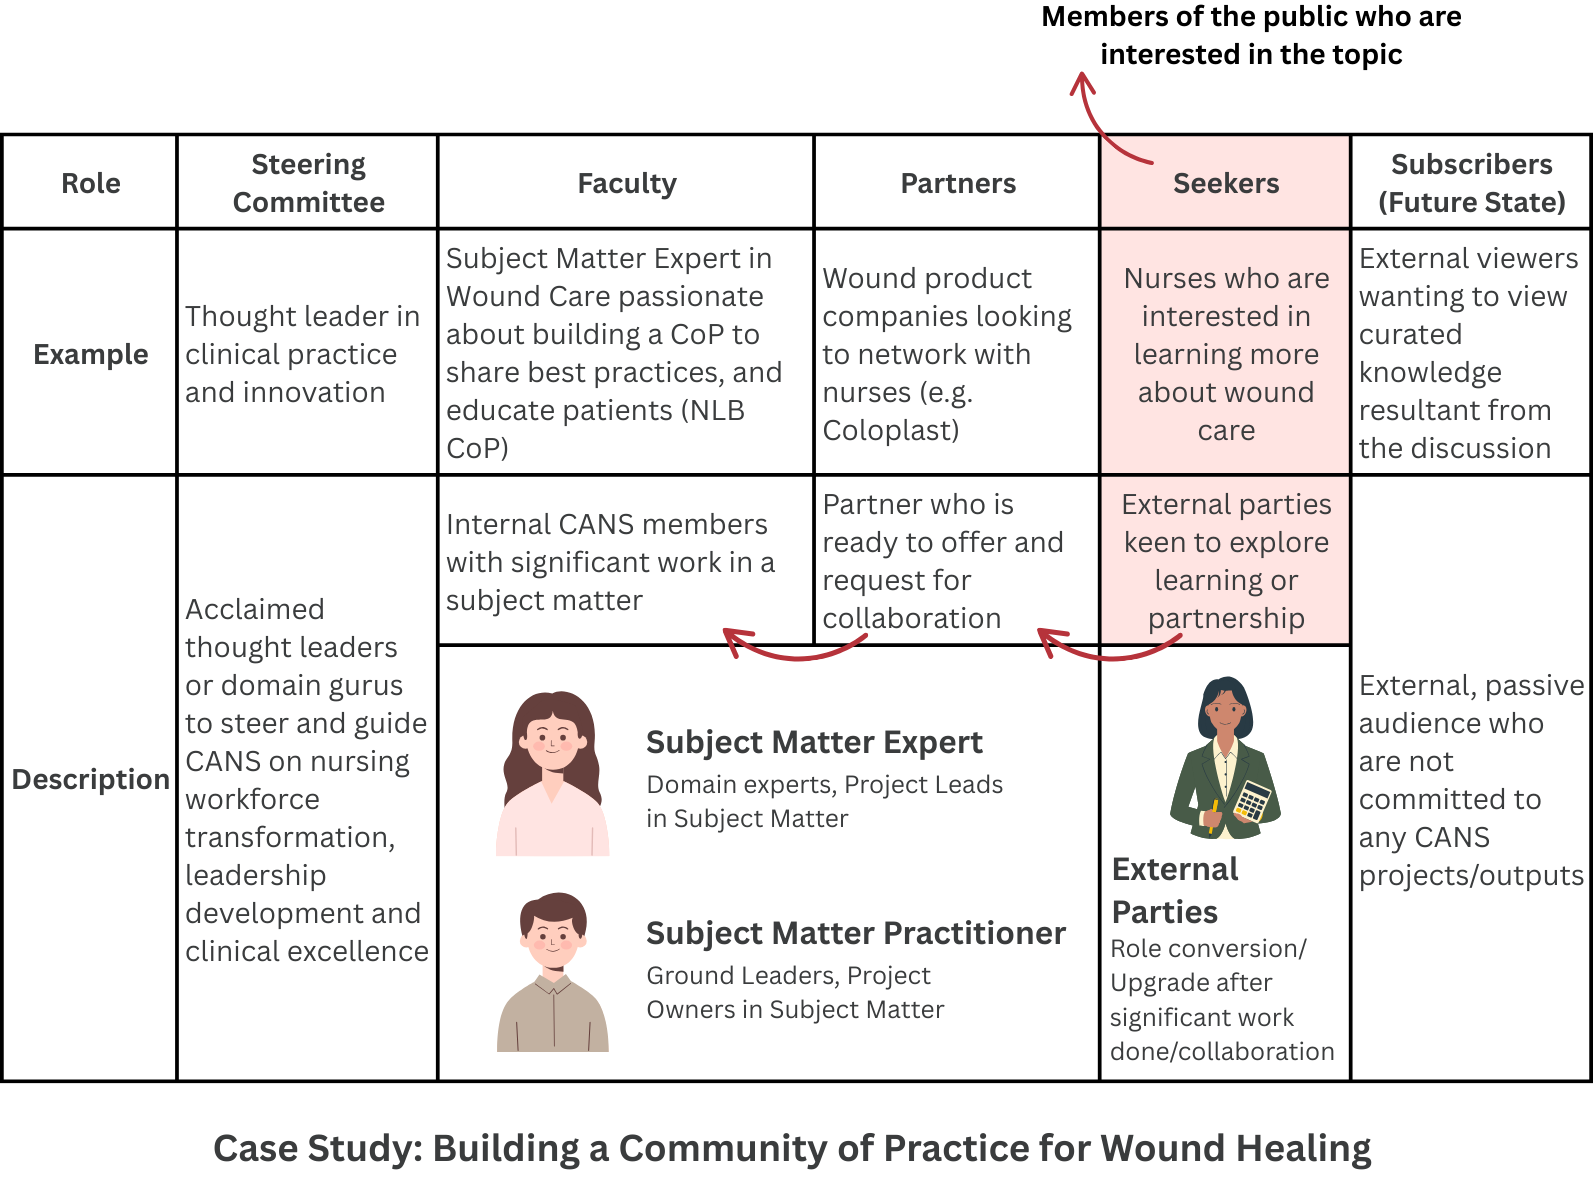 Members of the public who are
interested in the topic
Role
Steering
Committee
Faculty
Partners
Seekers
Subscribers
(Future State)
Example
Thought leader in
clinical practice
and innovation
Subject Matter Expert in
Wound Care passionate
about building a CoP to
share best practices, and
educate patients (NLB
CoP)
Wound product
companies looking
to network with
nurses (e.g.
Coloplast)
Nurses who are
interested in
learning more
about wound
care
External viewers
wanting to view
curated
knowledge
resultant from
the discussion
Description
Acclaimed
thought leaders
or domain gurus
to steer and guide
CANS on nursing
workforce
transformation,
leadership
development and
clinical excellence
Internal CANS members
with significant work in a
subject matter
Partner who is
ready to offer and
request for
collaboration
External parties
keen to explore
learning or
partnership
Subject Matter Expert
Domain experts, Project Leads
in Subject Matter
Subject Matter Practitioner
Ground Leaders, Project
Owners in Subject Matter
External
Parties
Role conversion/
Upgrade after
significant work
done/collaboration
External, passive
audience who
are not
committed to
any CANS
projects/outputs
Case Study: Building a Community of Practice for Wound Healing